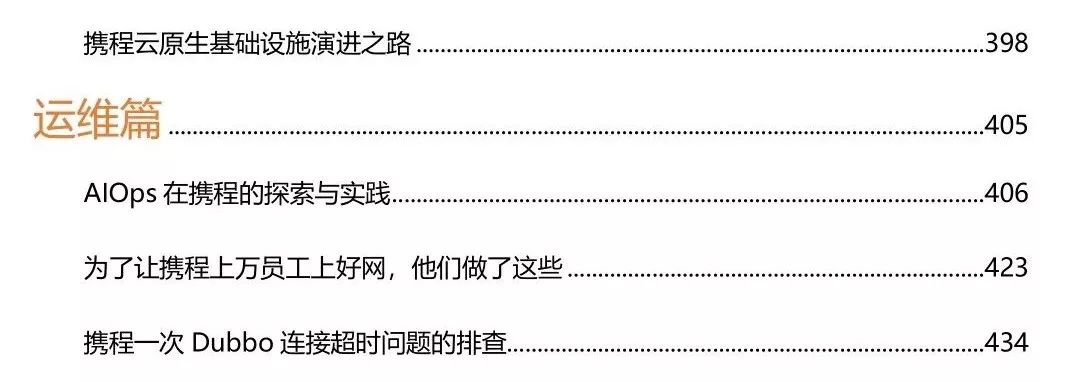 携程云原生基础设施演进之路........................................398
运维篇........................................405
AIOps 在携程的探索与实践........................................406
为了让携程上万员工上好网，他们做了这些........................................423
携程一次 Dubbo 连接超时问题的排查........................................434